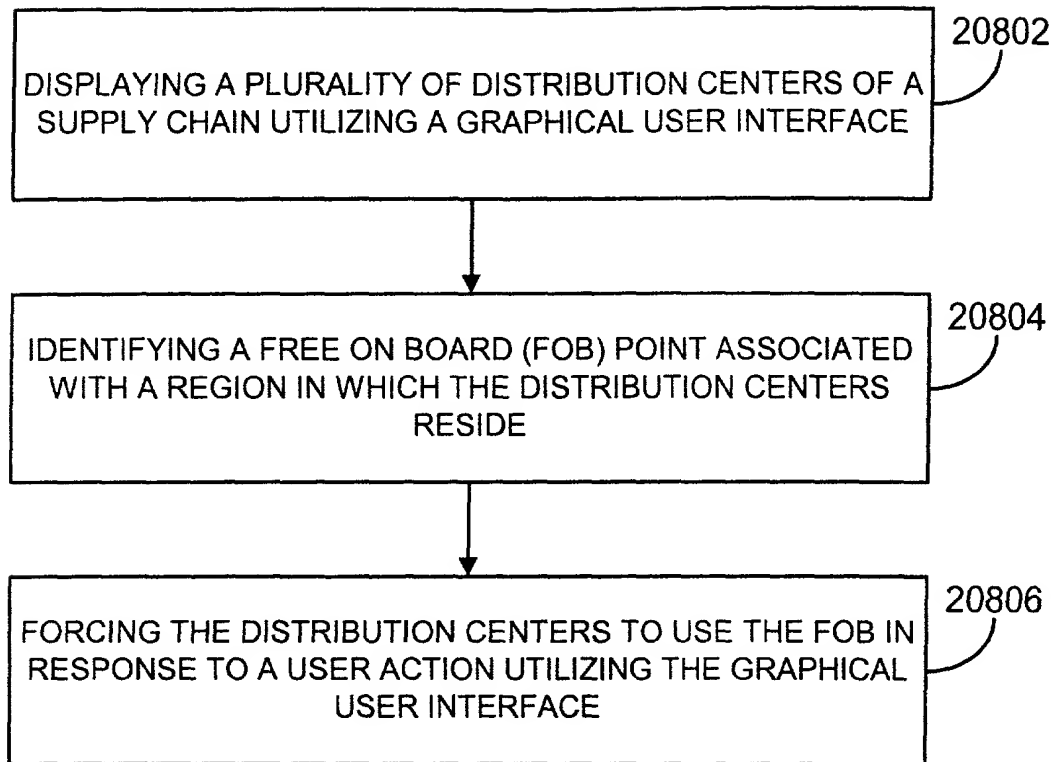 20802
DISPLAYING A PLURALITY OF DISTRIBUTION CENTERS OF A
SUPPLY CHAIN UTILIZING A GRAPHICAL USER INTERFACE
20804
IDENTIFYING A FREE ON BOARD (FOB) POINT ASSOCIATED
WITH A REGION IN WHICH THE DISTRIBUTION CENTERS
RESIDE
20806
FORCING THE DISTRIBUTION CENTERS TO USE THE FOB IN
RESPONSE TO A USER ACTION UTILIZING THE GRAPHICAL
USER INTERFACE